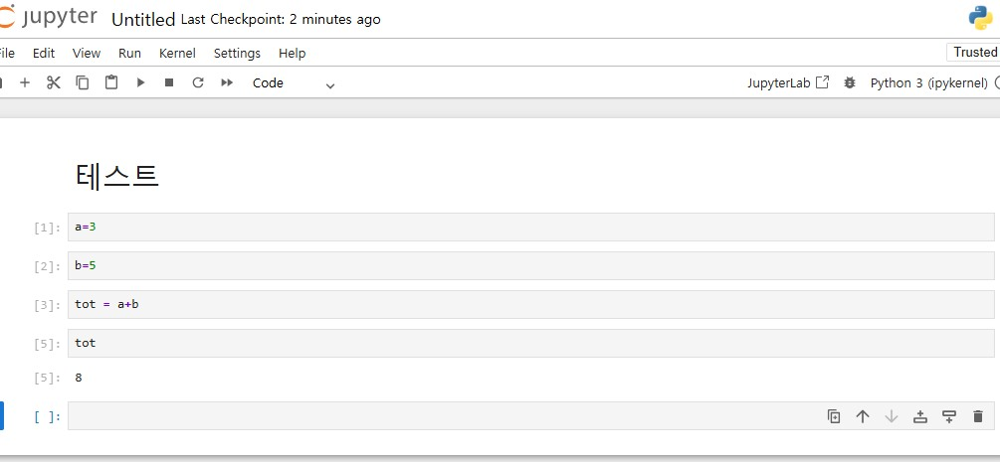 jupyter Untitled Last Checkpoint: 2 minutes ago
File Edit View Run Kernel Settings Help Trusted
Code JupyterLab Python 3 (ipykernel)
테스트
[1]: a=3
[2]: b=5
[3]: tot = a+b
[5]: tot
[5]: 8
[ ]: